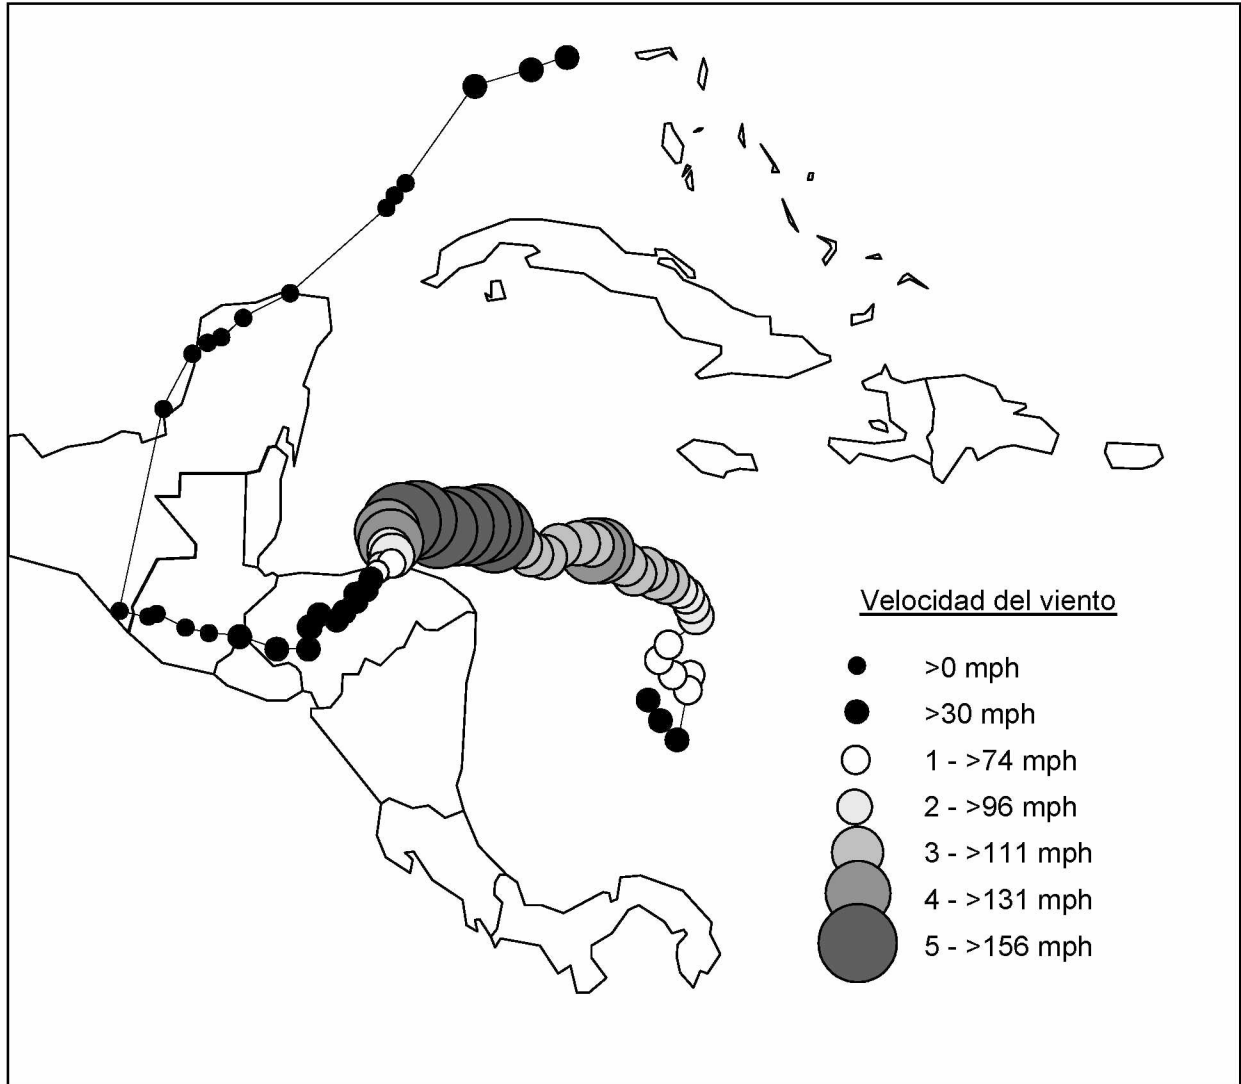 Velocidad del viento
>0 mph
>30 mph
1 - >74 mph
2 - >96 mph
3 - >111 mph
4 - >131 mph
5 - >156 mph